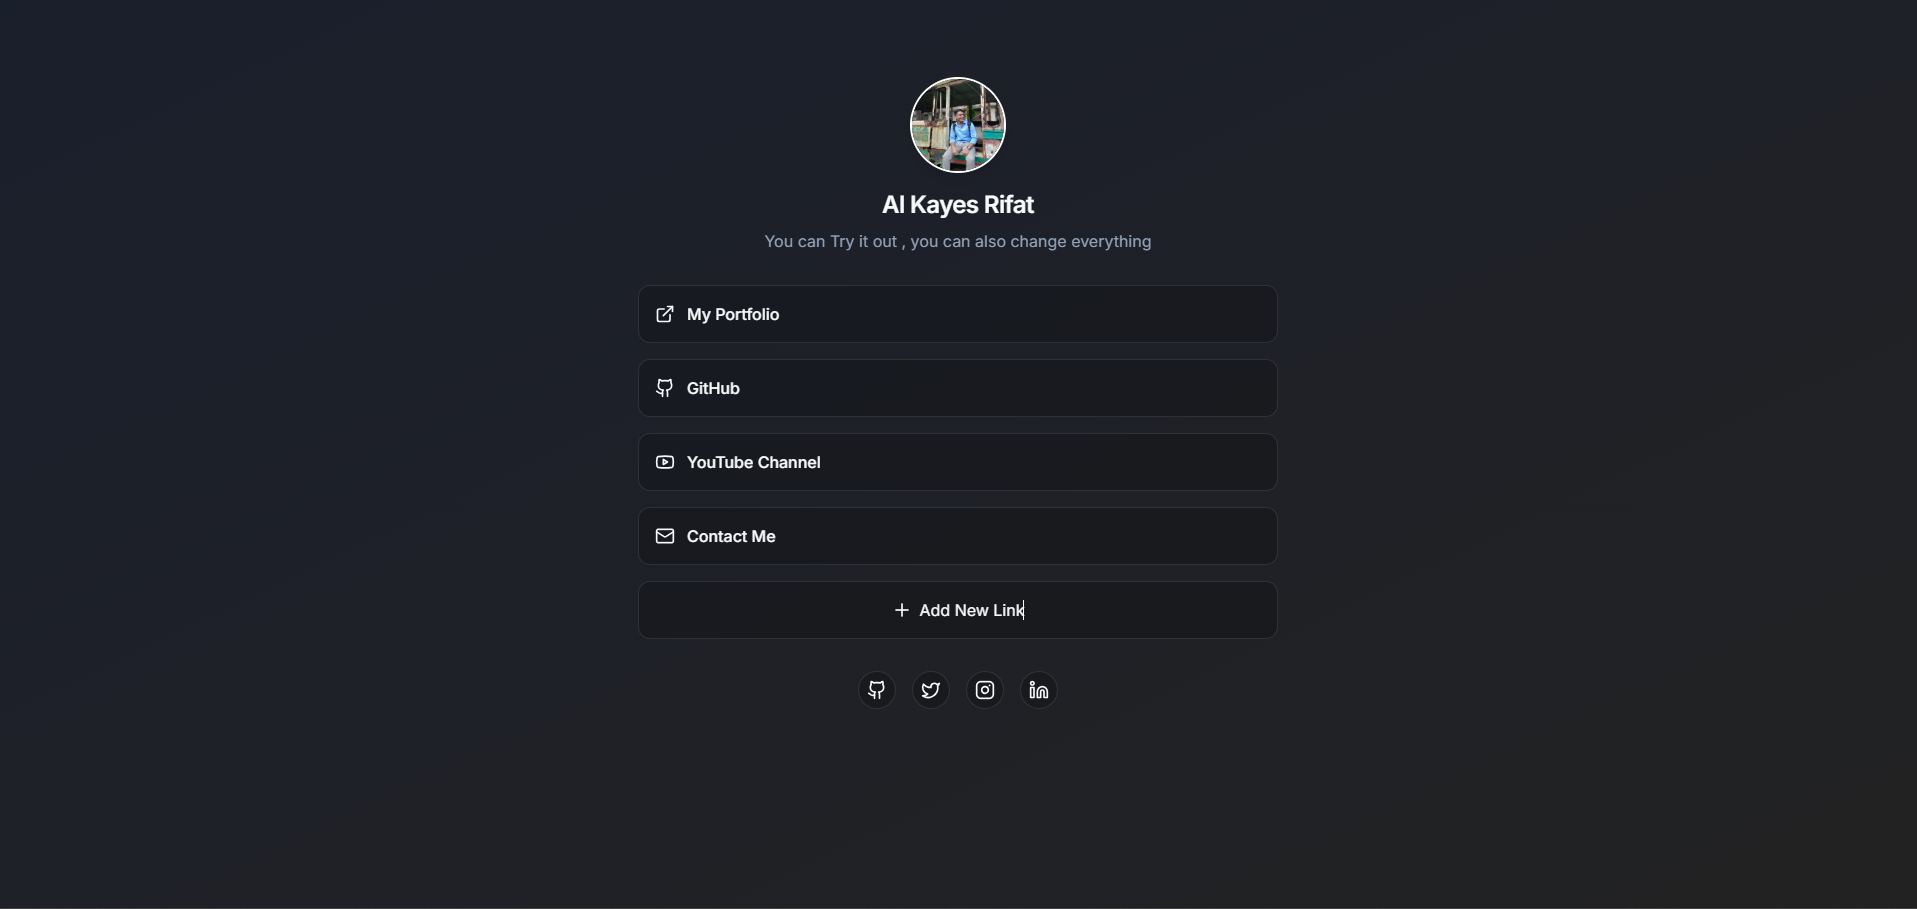 Al Kayes Rifat
You can Try it out , you can also change everything
My Portfolio
GitHub
YouTube Channel
Contact Me
Add New Link